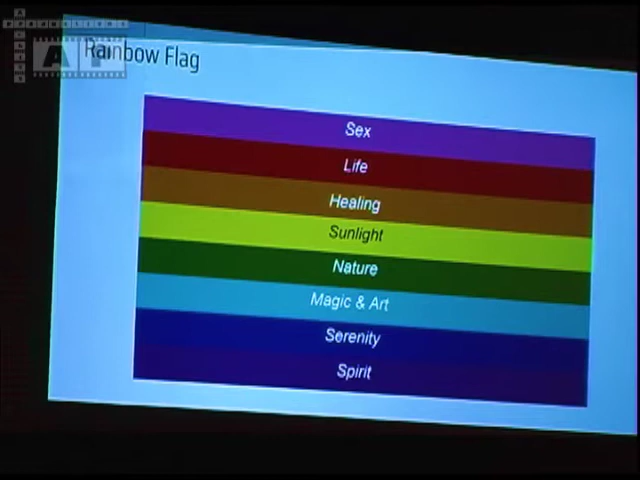 Rainbow Flag
Sex
Life
Healing
Sunlight
Nature
Magic & Art
Serenity
Spirit